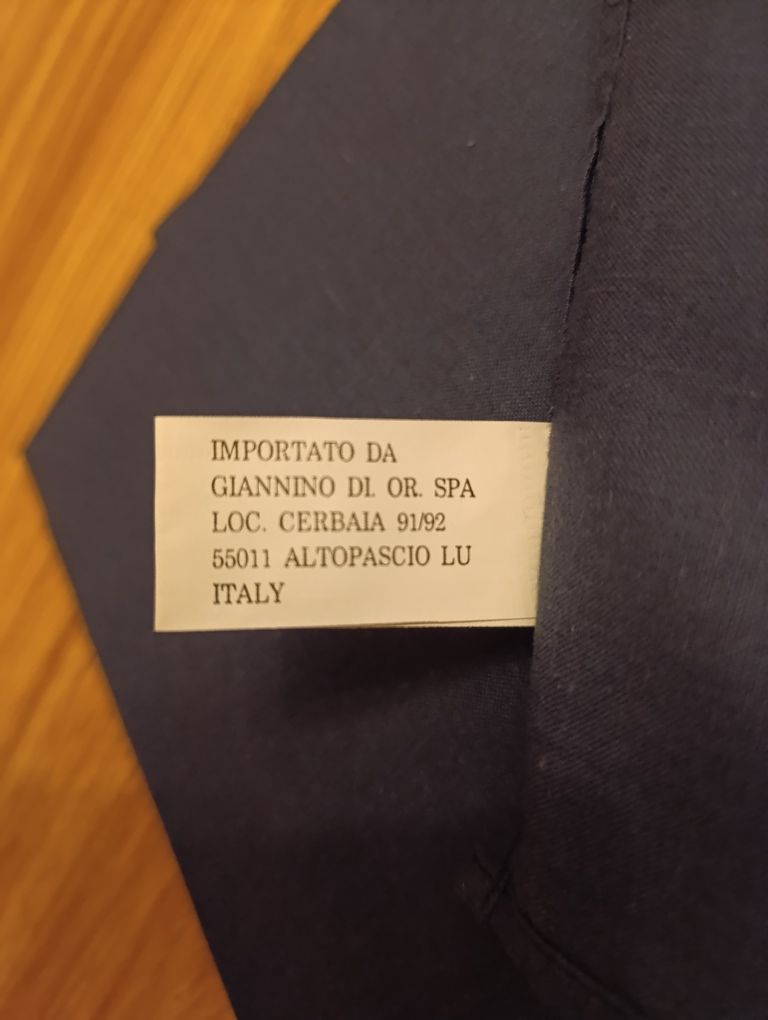 IMPORTATO DA
GIANNINO DI. OR. SPA
LOC. CERBAIA 91/92
55011 ALTOPASCIO LU
ITALY